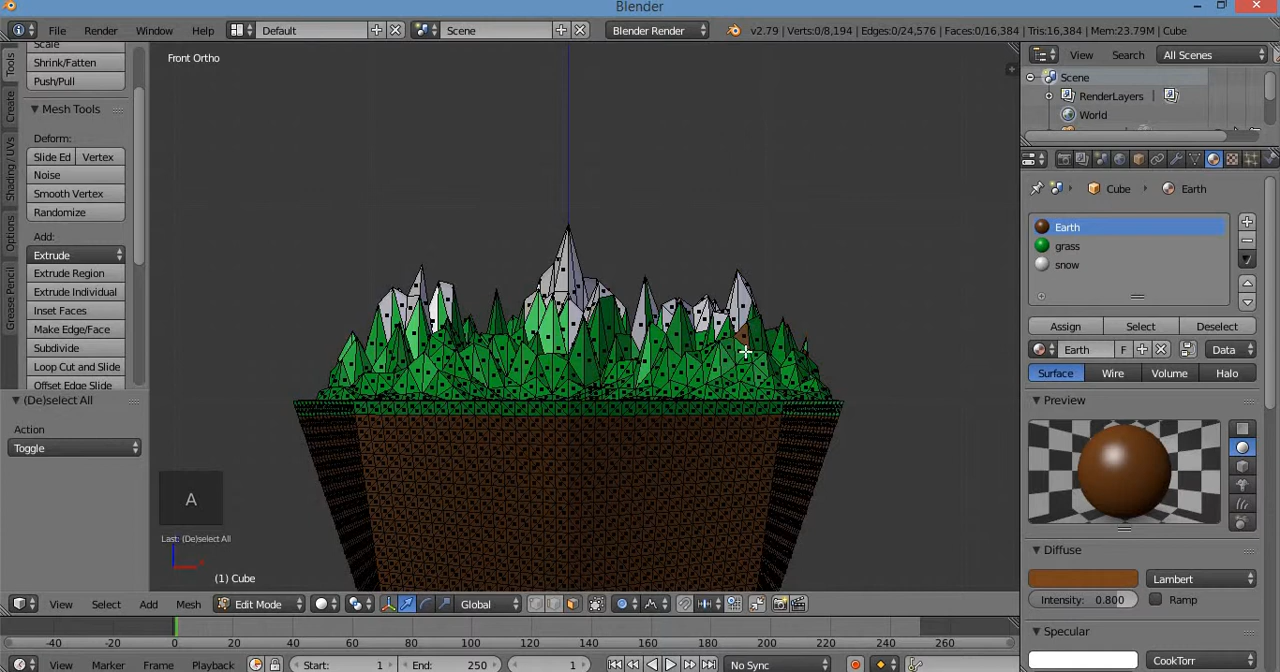 Blender
File Render Window Help Default Scene Blender Render v2.79 | Verts:0/8,194 | Edges:0/24,576 | Faces:0/16,384 | Tris:16,384 | Mem:23.79M | Cube
Scale
Shrink/Fatten
Push/Pull
Mesh Tools
Deform:
Slide Ed Vertex
Noise
Smooth Vertex
Randomize
Add:
Extrude
Extrude Region
Extrude Individual
Inset Faces
Make Edge/Face
Subdivide
Loop Cut and Slide
Offset Edge Slide
Tools
Create
Shading / UVs
Options
Grease Pencil
(De)select All
Action
Toggle
Front Ortho
A
Last: (De)select All
(1) Cube
View Search All Scenes
Scene
RenderLayers
World
Cube Earth
Earth
grass
snow
Assign Select Deselect
Earth F Data
Surface Wire Volume Halo
Preview
Diffuse
Lambert
Intensity: 0.800 Ramp
Specular
CookTorr
View Select Add Mesh Edit Mode Global
-40 -20 0 20 40 60 80 100 120 140 160 180 200 220 240 260
View Marker Frame Playback Start: 1 End: 250 1 No Sync